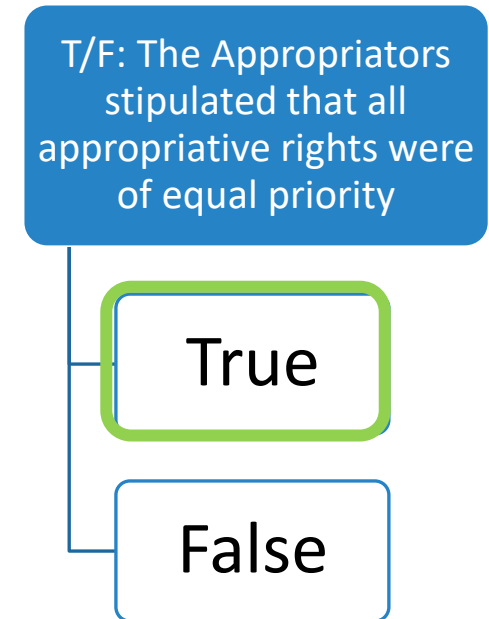 T/F: The Appropriators
stipulated that all
appropriative rights were
of equal priority
True
False